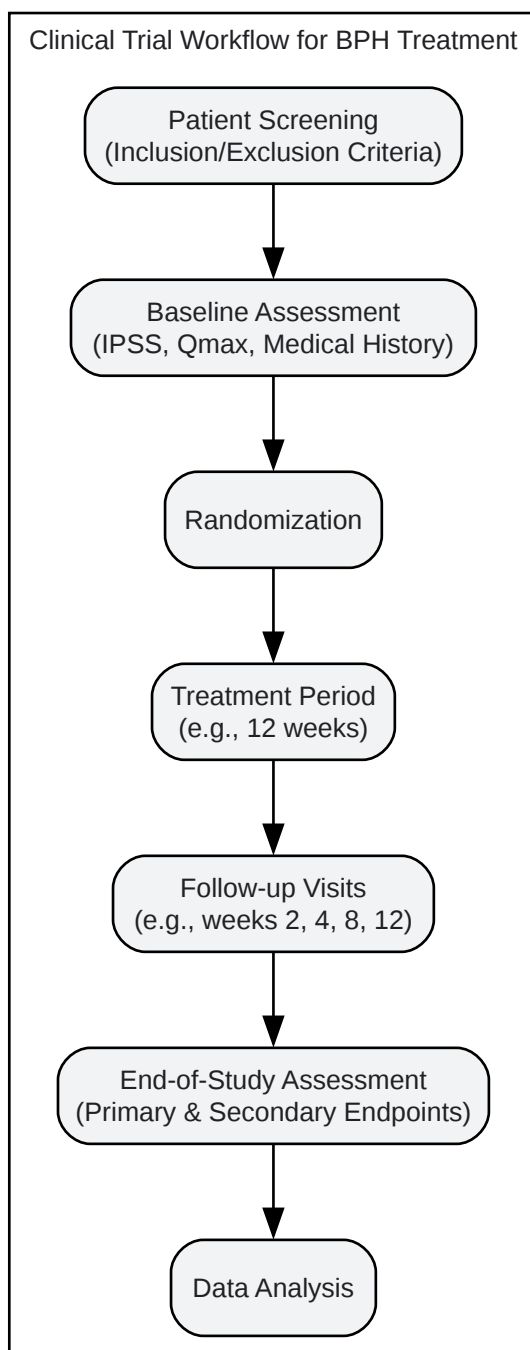 Clinical Trial Workflow for BPH Treatment
Patient Screening
(Inclusion/Exclusion Criteria)
Baseline Assessment
(IPSS, Qmax, Medical History)
Randomization
Treatment Period
(e.g., 12 weeks)
Follow-up Visits
(e.g., weeks 2, 4, 8, 12)
End-of-Study Assessment
(Primary & Secondary Endpoints)
Data Analysis